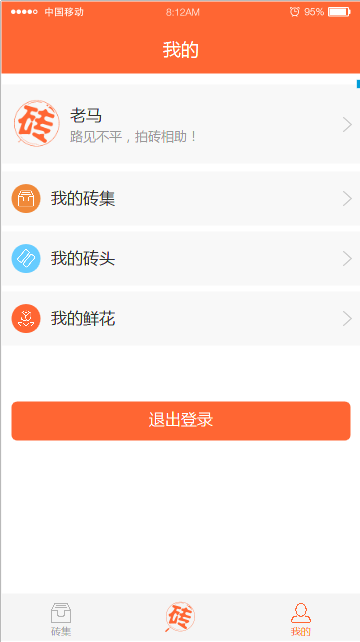 中国移动 8:12AM 95%
我的
砖
老马
路见不平，拍砖相助！
我的砖集
我的砖头
我的鲜花
退出登录
砖集
砖
我的